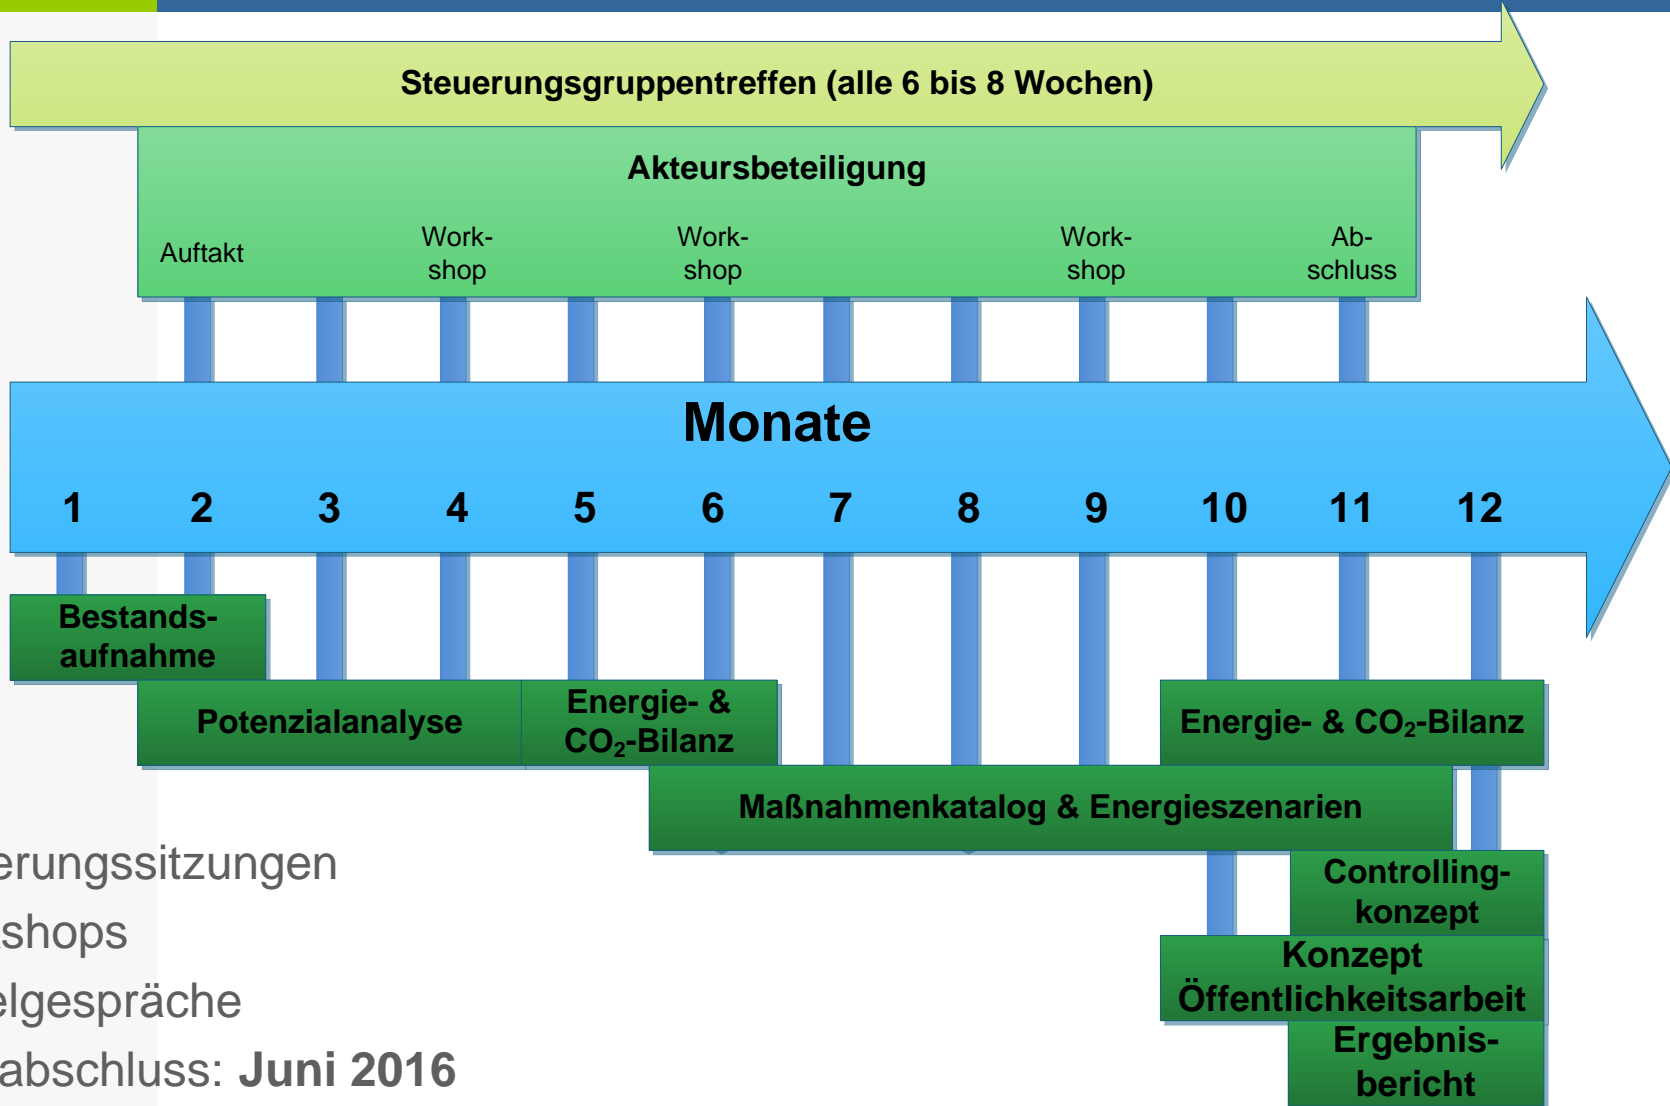 Steuerungsgruppentreffen (alle 6 bis 8 Wochen)
Akteursbeteiligung
Auftakt
Work-
shop
Work-
shop
Work-
shop
Ab-
schluss
Monate
1 2 3 4 5 6 7 8 9 10 11 12
Bestands-
aufnahme
Potenzialanalyse
Energie- &
CO₂-Bilanz
Energie- & CO₂-Bilanz
Maßnahmenkatalog & Energieszenarien
Controlling-
konzept
Konzept
Öffentlichkeitsarbeit
Ergebnis-
bericht
erungssitzungen
shops
elgespräche
abschluss: Juni 2016